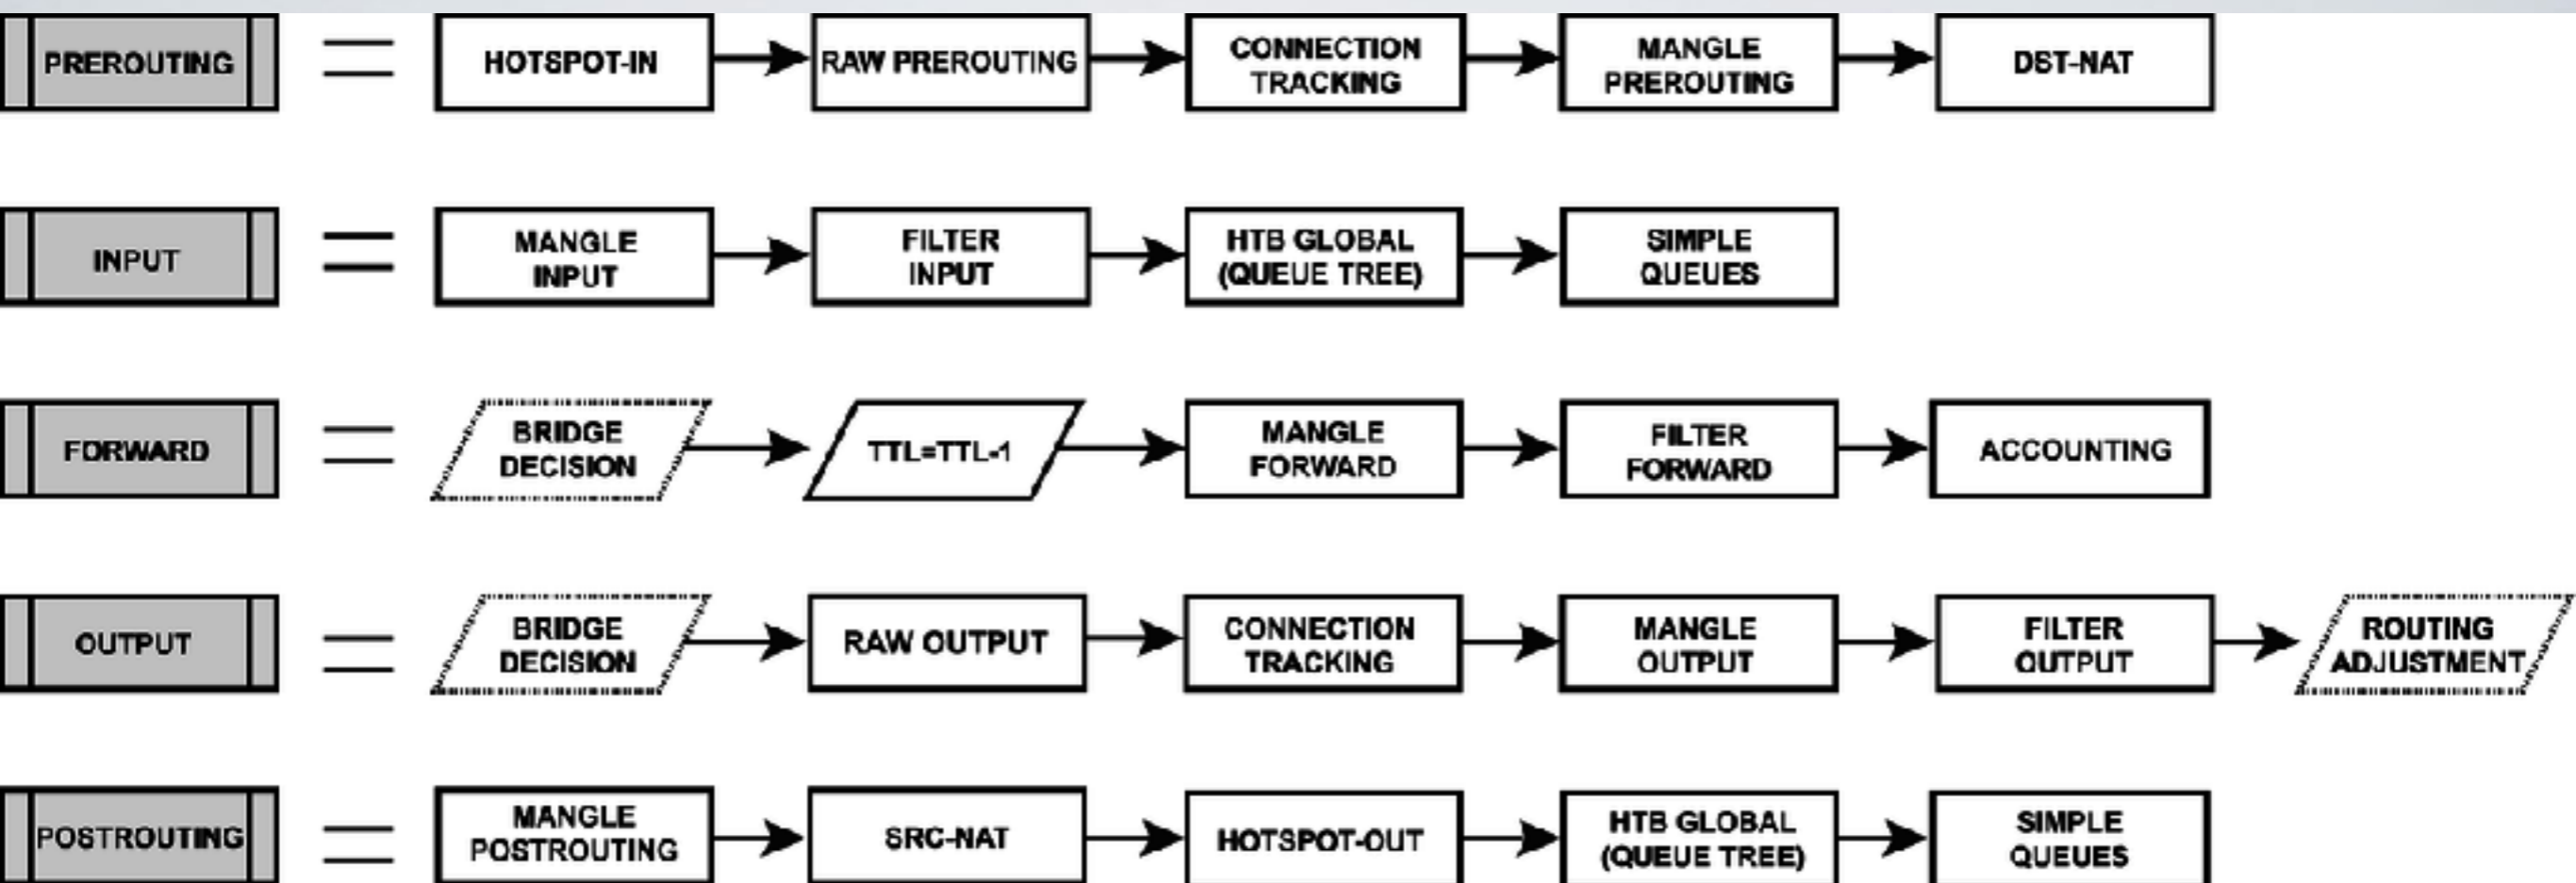 PREROUTING
HOTSPOT-IN
RAW PREROUTING
CONNECTION
TRACKING
MANGLE
PREROUTING
DST-NAT
INPUT
MANGLE
INPUT
FILTER
INPUT
HTB GLOBAL
(QUEUE TREE)
SIMPLE
QUEUES
FORWARD
BRIDGE
DECISION
TTL=TTL-1
MANGLE
FORWARD
FILTER
FORWARD
ACCOUNTING
OUTPUT
BRIDGE
DECISION
RAW OUTPUT
CONNECTION
TRACKING
MANGLE
OUTPUT
FILTER
OUTPUT
ROUTING
ADJUSTMENT
POSTROUTING
MANGLE
POSTROUTING
SRC-NAT
HOTSPOT-OUT
HTB GLOBAL
(QUEUE TREE)
SIMPLE
QUEUES